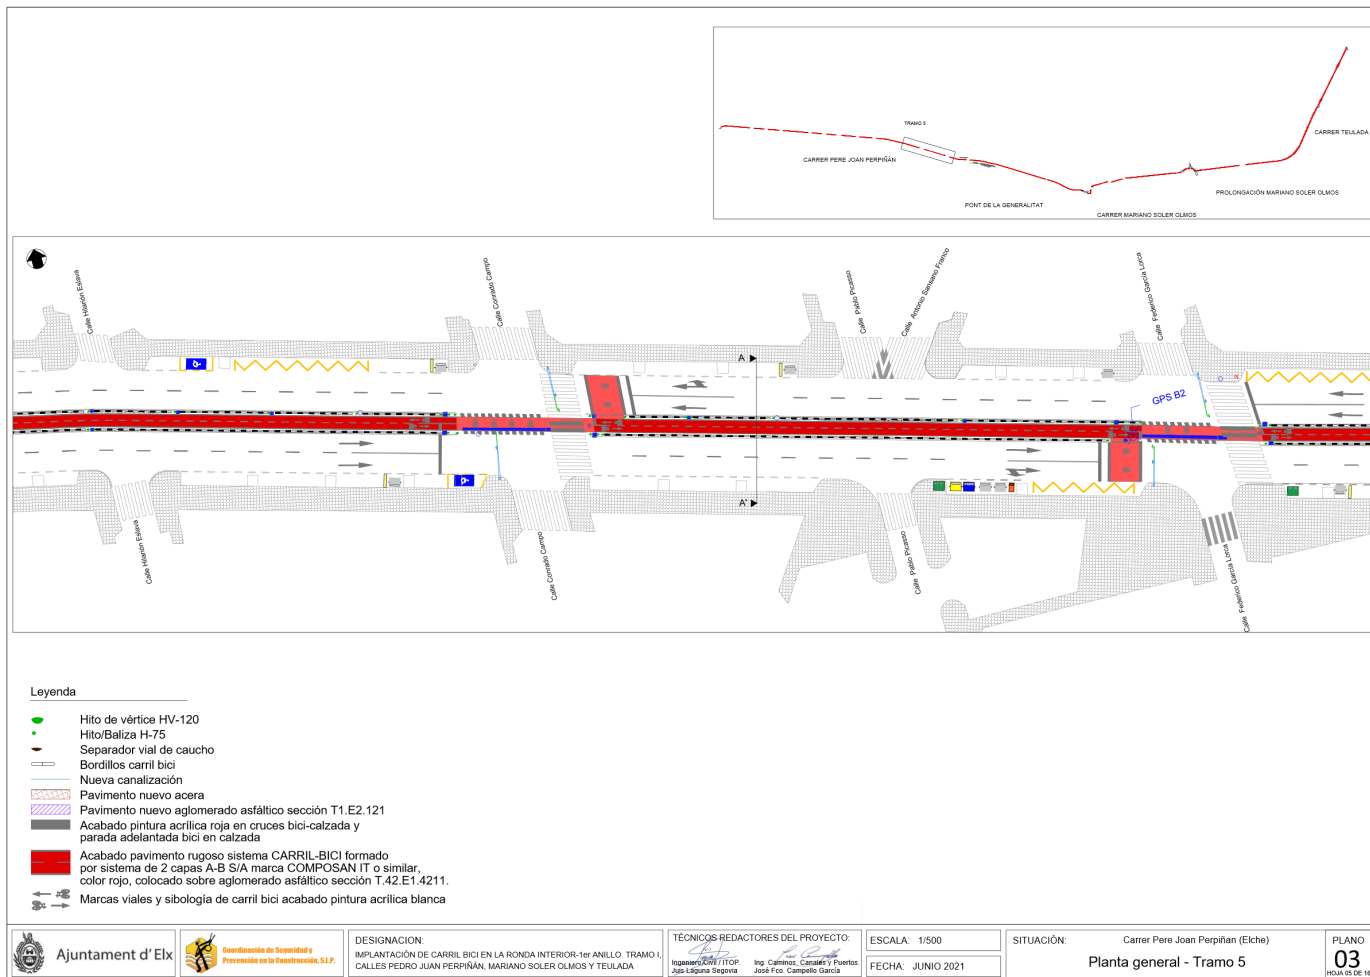 TRAMO 5
CARRER TEULADA
CARRER PERE JOAN PERPIÑÁN
PROLONGACIÓN MARIANO SOLER OLMOS
PONT DE LA GENERALITAT
CARRER MARIANO SOLER OLMOS
Calle Hilarión Eslava
Calle Conrado Campo
Calle Pablo Picasso
Calle Antonio Sansano Franco
Calle Federico García Lorca
A
GPS B2
A'
Calle Hilarión Eslava
Calle Conrado Campo
Calle Pablo Picasso
Calle Federico García Lorca
Leyenda
Hito de vértice HV-120
Hito/Baliza H-75
Separador vial de caucho
Bordillos carril bici
Nueva canalización
Pavimento nuevo acera
Pavimento nuevo aglomerado asfáltico sección T1.E2.121
Acabado pintura acrílica roja en cruces bici-calzada y
parada adelantada bici en calzada
Acabado pavimento rugoso sistema CARRIL-BICI formado
por sistema de 2 capas A-B S/A marca COMPOSAN IT o similar,
color rojo, colocado sobre aglomerado asfáltico sección T.42.E1.4211.
Marcas viales y sibología de carril bici acabado pintura acrílica blanca
Ajuntament d'Elx
Coordinación de Seguridad y
Prevención en la Construcción, S.L.P.
DESIGNACION:
IMPLANTACIÓN DE CARRIL BICI EN LA RONDA INTERIOR-1er ANILLO. TRAMO I,
CALLES PEDRO JUAN PERPIÑÁN, MARIANO SOLER OLMOS Y TEULADA
TÉCNICOS REDACTORES DEL PROYECTO:
Ingeniero Civil / ITOP.
Juis Laguna Segovia
Ing. Caminos, Canales y Puertos.
José Fco. Campello García
ESCALA: 1/500
FECHA: JUNIO 2021
SITUACIÓN:
Carrer Pere Joan Perpiñan (Elche)
Planta general - Tramo 5
PLANO
03
HOJA 05 DE 18